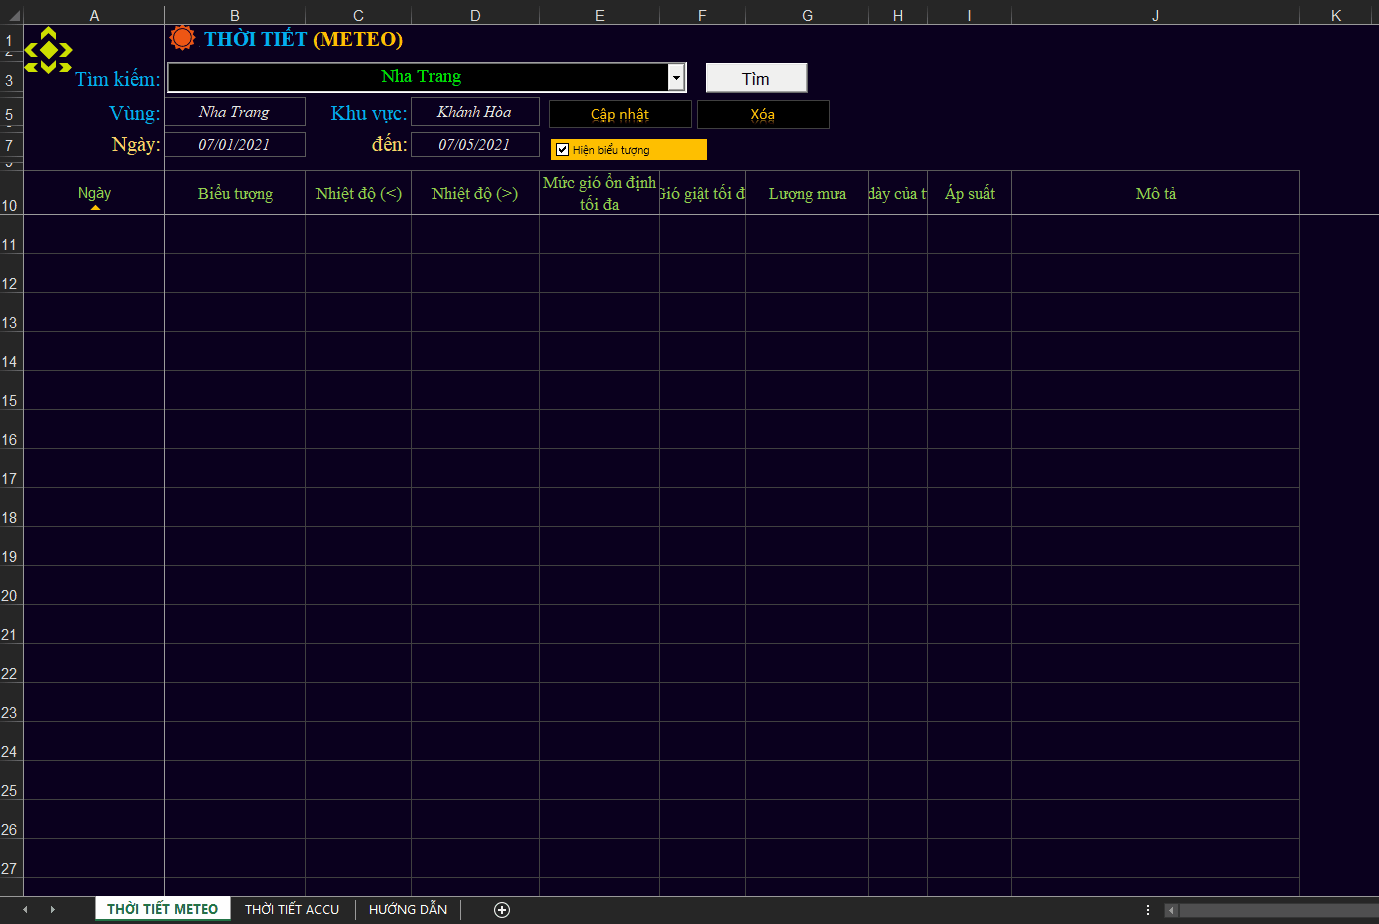 A B C D E F G H I J K
1 THỜI TIẾT (METEO)
2
3 Tìm kiếm: Nha Trang Tìm
5 Vùng: Nha Trang Khu vực: Khánh Hòa Cập nhật Xóa
7 Ngày: 07/01/2021 đến: 07/05/2021 Hiện biểu tượng
10 Ngày Biểu tượng Nhiệt độ (<) Nhiệt độ (>) Mức gió ổn định tối đa Gió giật tối đ Lượng mưa dày của t Áp suất Mô tả
11
12
13
14
15
16
17
18
19
20
21
22
23
24
25
26
27
THỜI TIẾT METEO THỜI TIẾT ACCU HƯỚNG DẪN